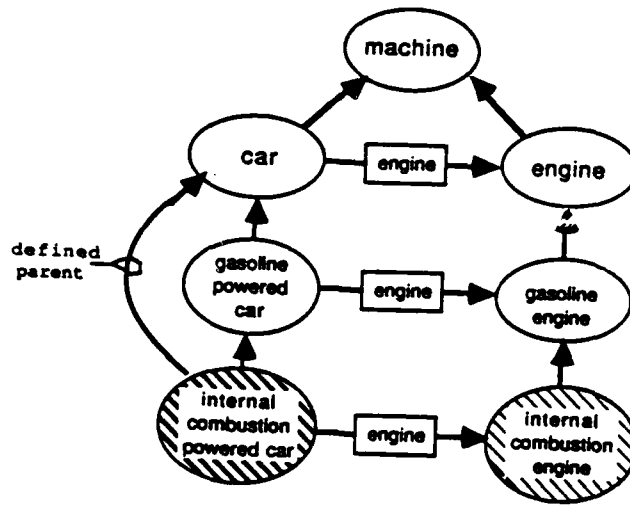 machine
car
engine
engine
defined
parent
gasoline
powered
car
engine
gasoline
engine
internal
combustion
powered car
engine
internal
combustion
engine